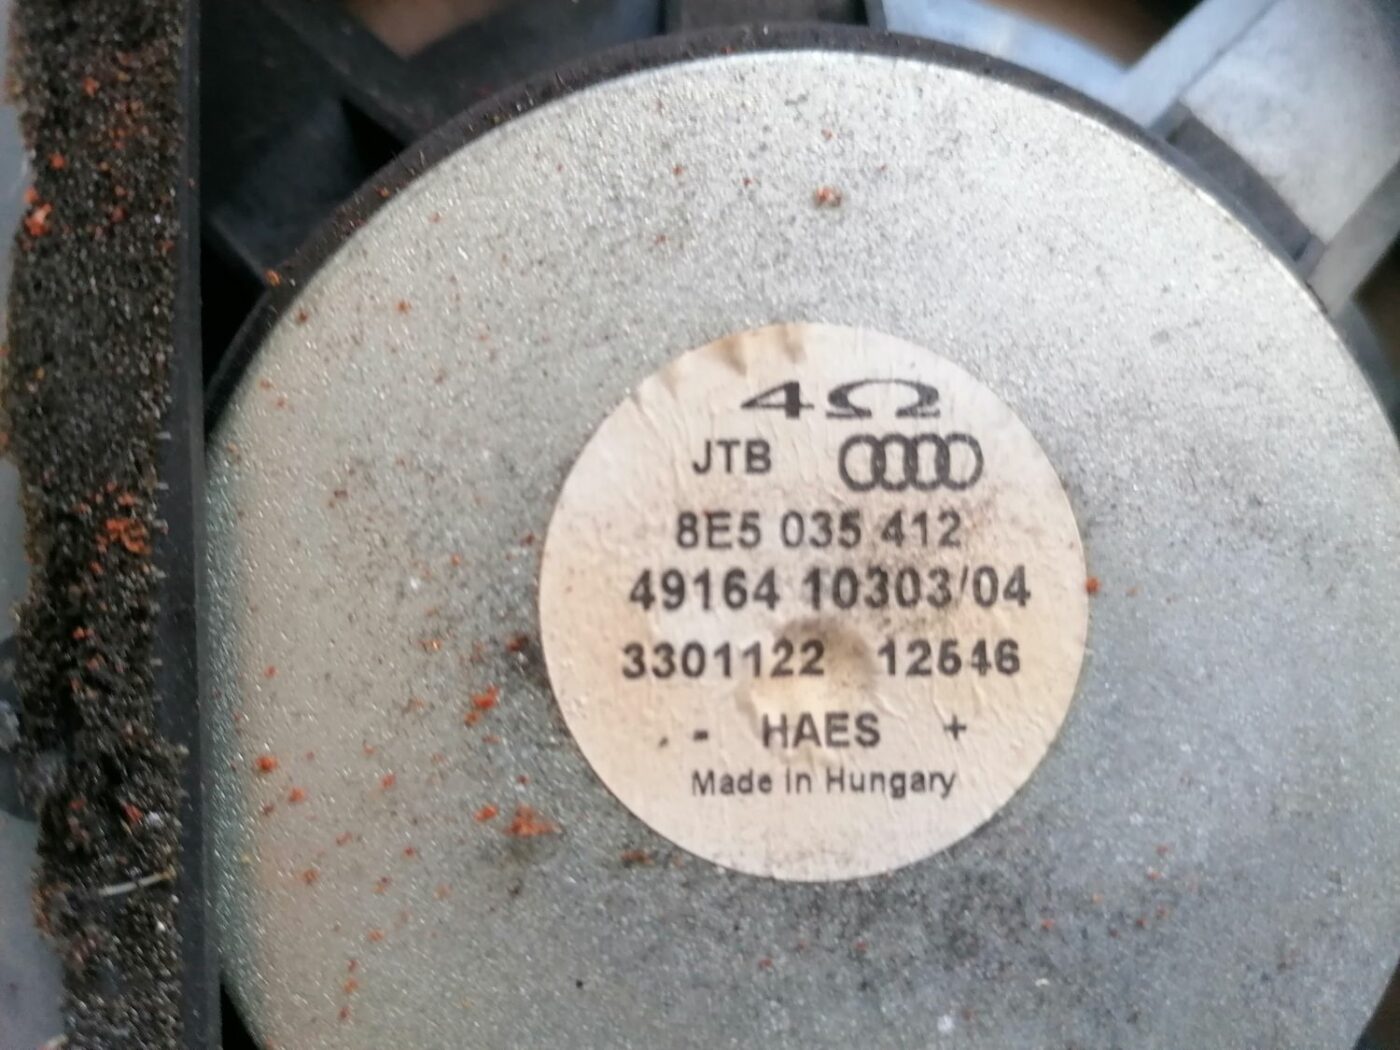 4Ω
JTB
8E5 035 412
49164 10303/04
3301122 12546
- HAES +
Made in Hungary